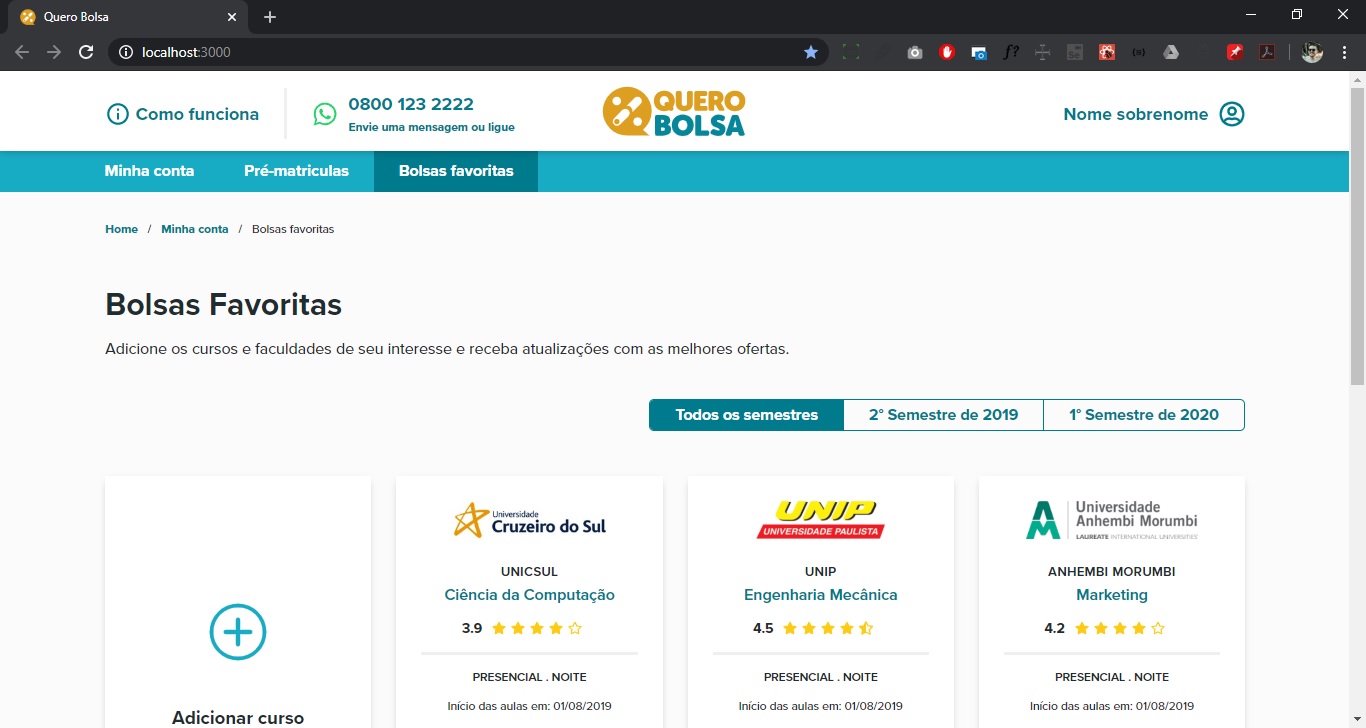 Quero Bolsa
localhost:3000
f?
Como funciona
0800 123 2222
Envie uma mensagem ou ligue
QUERO
BOLSA
Nome sobrenome
Minha conta
Pré-matriculas
Bolsas favoritas
Home / Minha conta / Bolsas favoritas
Bolsas Favoritas
Adicione os cursos e faculdades de seu interesse e receba atualizações com as melhores ofertas.
Todos os semestres
2° Semestre de 2019
1° Semestre de 2020
Adicionar curso
Universidade
Cruzeiro do Sul
UNICSUL
Ciência da Computação
3.9
PRESENCIAL . NOITE
Início das aulas em: 01/08/2019
UNIP
UNIVERSIDADE PAULISTA
UNIP
Engenharia Mecânica
4.5
PRESENCIAL . NOITE
Início das aulas em: 01/08/2019
Universidade
Anhembi Morumbi
LAUREATE INTERNATIONAL UNIVERSITIES
ANHEMBI MORUMBI
Marketing
4.2
PRESENCIAL . NOITE
Início das aulas em: 01/08/2019